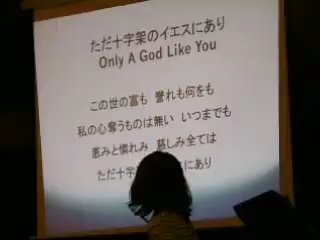 ただ十字架のイエスにあり
Only A God Like You
この世の富も 誉れも何をも
私の心奪うものは無い いつまでも
恵みと憐れみ 慈しみ全ては
ただ十字 イエスにあり